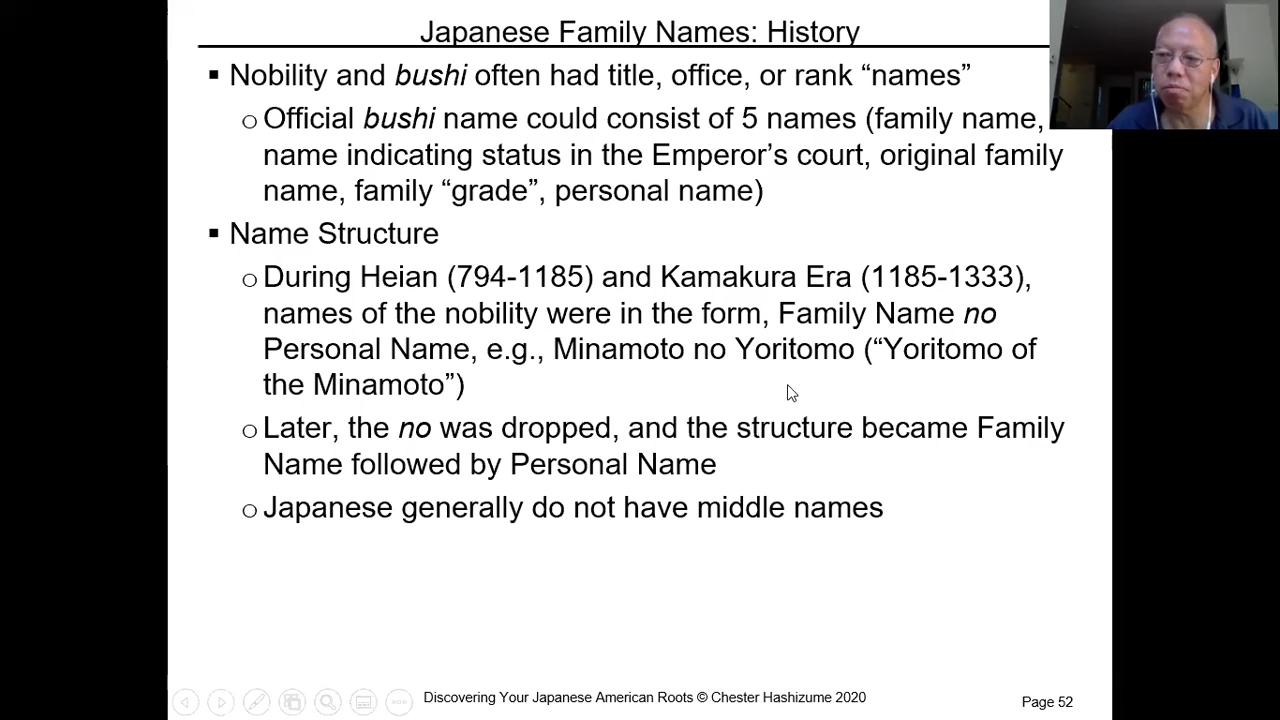 Japanese Family Names: History
▪ Nobility and bushi often had title, office, or rank “names”
o Official bushi name could consist of 5 names (family name,
name indicating status in the Emperor’s court, original family
name, family “grade”, personal name)
▪ Name Structure
o During Heian (794-1185) and Kamakura Era (1185-1333),
names of the nobility were in the form, Family Name no
Personal Name, e.g., Minamoto no Yoritomo (“Yoritomo of
the Minamoto”)
o Later, the no was dropped, and the structure became Family
Name followed by Personal Name
o Japanese generally do not have middle names
Discovering Your Japanese American Roots © Chester Hashizume 2020
Page 52